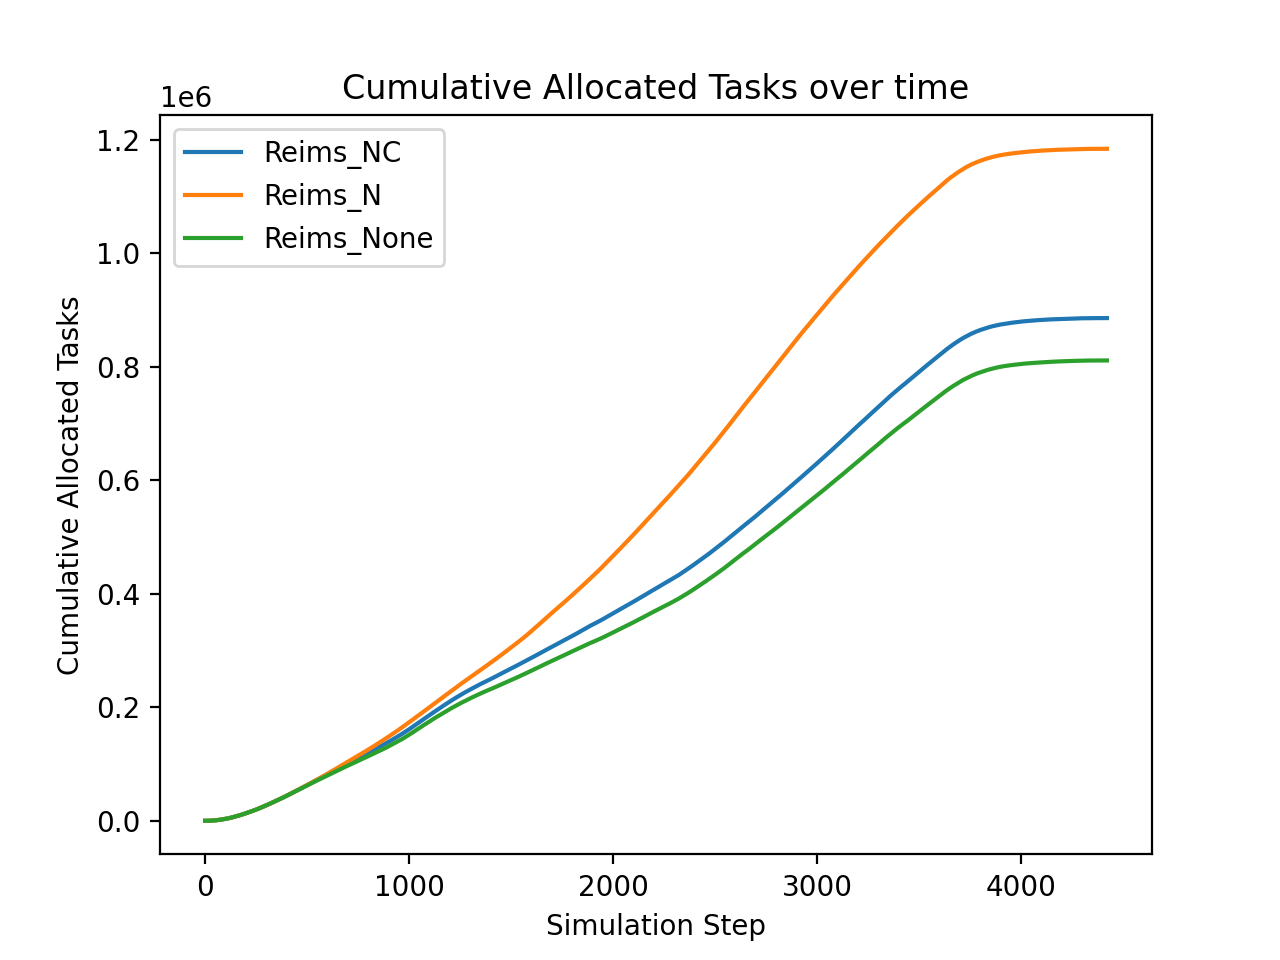 Cumulative Allocated Tasks over time
1e6
1.2
1.0
0.8
0.6
0.4
0.2
0.0
Cumulative Allocated Tasks
Reims_NC
Reims_N
Reims_None
0 1000 2000 3000 4000
Simulation Step